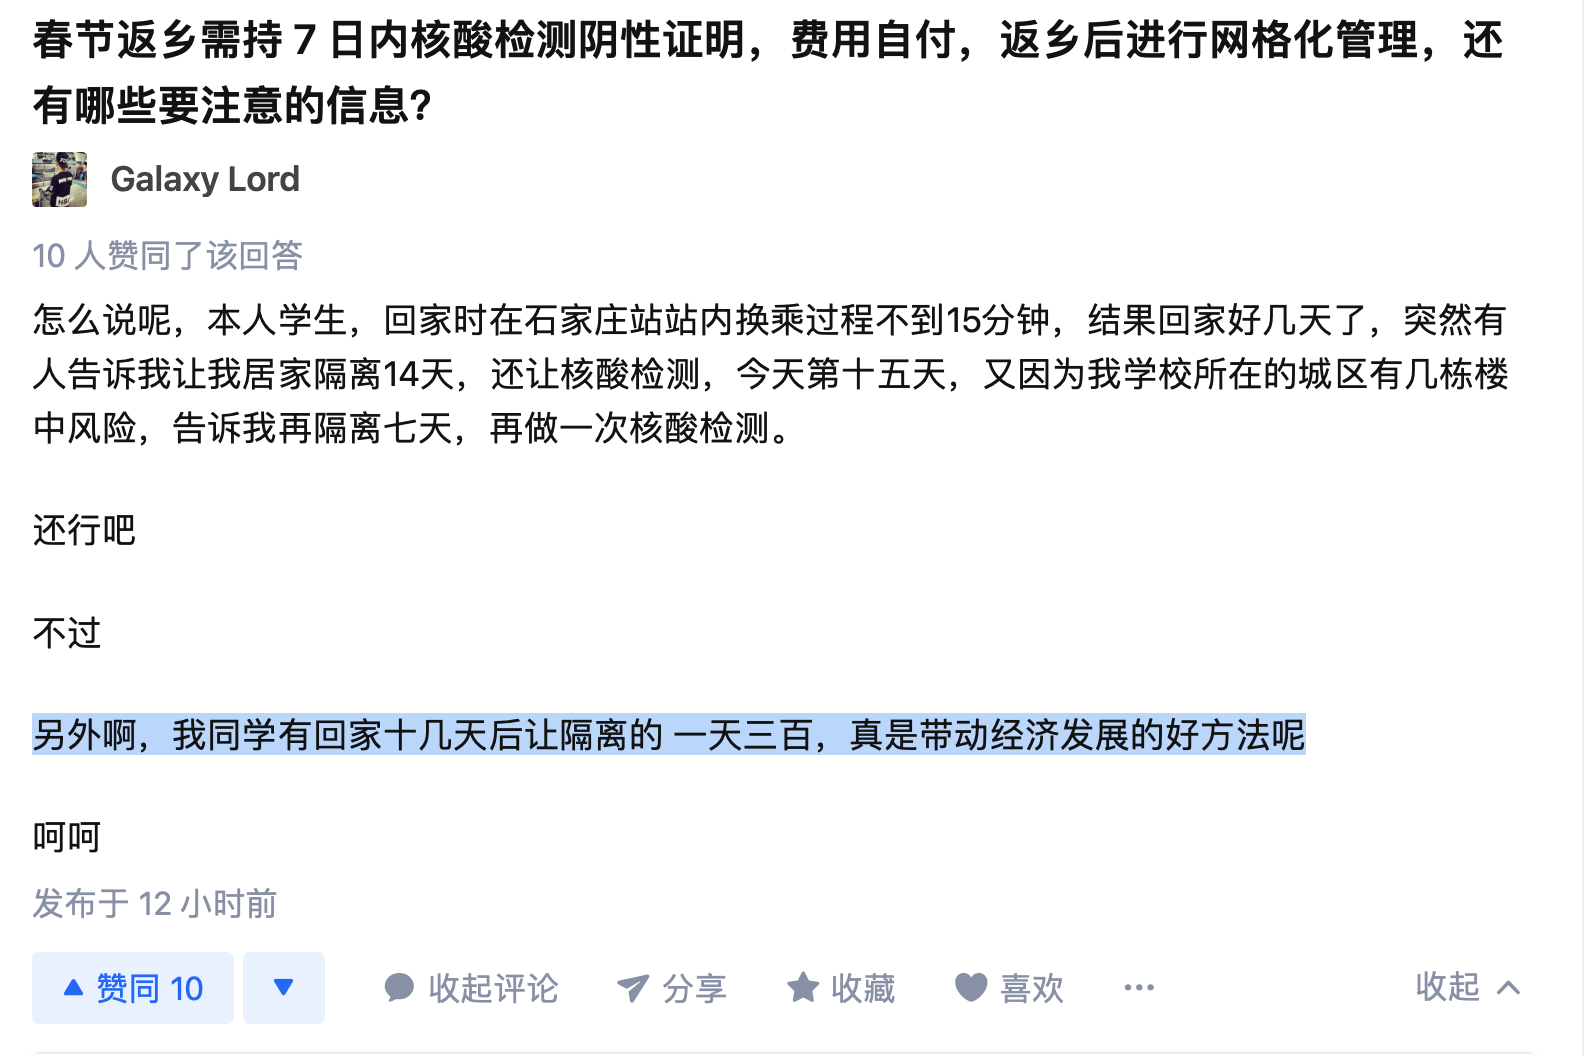 春节返乡需持 7 日内核酸检测阴性证明，费用自付，返乡后进行网格化管理，还
有哪些要注意的信息?
Galaxy Lord
10 人赞同了该回答
怎么说呢，本人学生，回家时在石家庄站站内换乘过程不到15分钟，结果回家好几天了，突然有
人告诉我让我居家隔离14天，还让核酸检测，今天第十五天，又因为我学校所在的城区有几栋楼
中风险，告诉我再隔离七天，再做一次核酸检测。
还行吧
不过
另外啊，我同学有回家十几天后让隔离的 一天三百，真是带动经济发展的好方法呢
呵呵
发布于 12 小时前
赞同 10 收起评论 分享 收藏 喜欢 ··· 收起